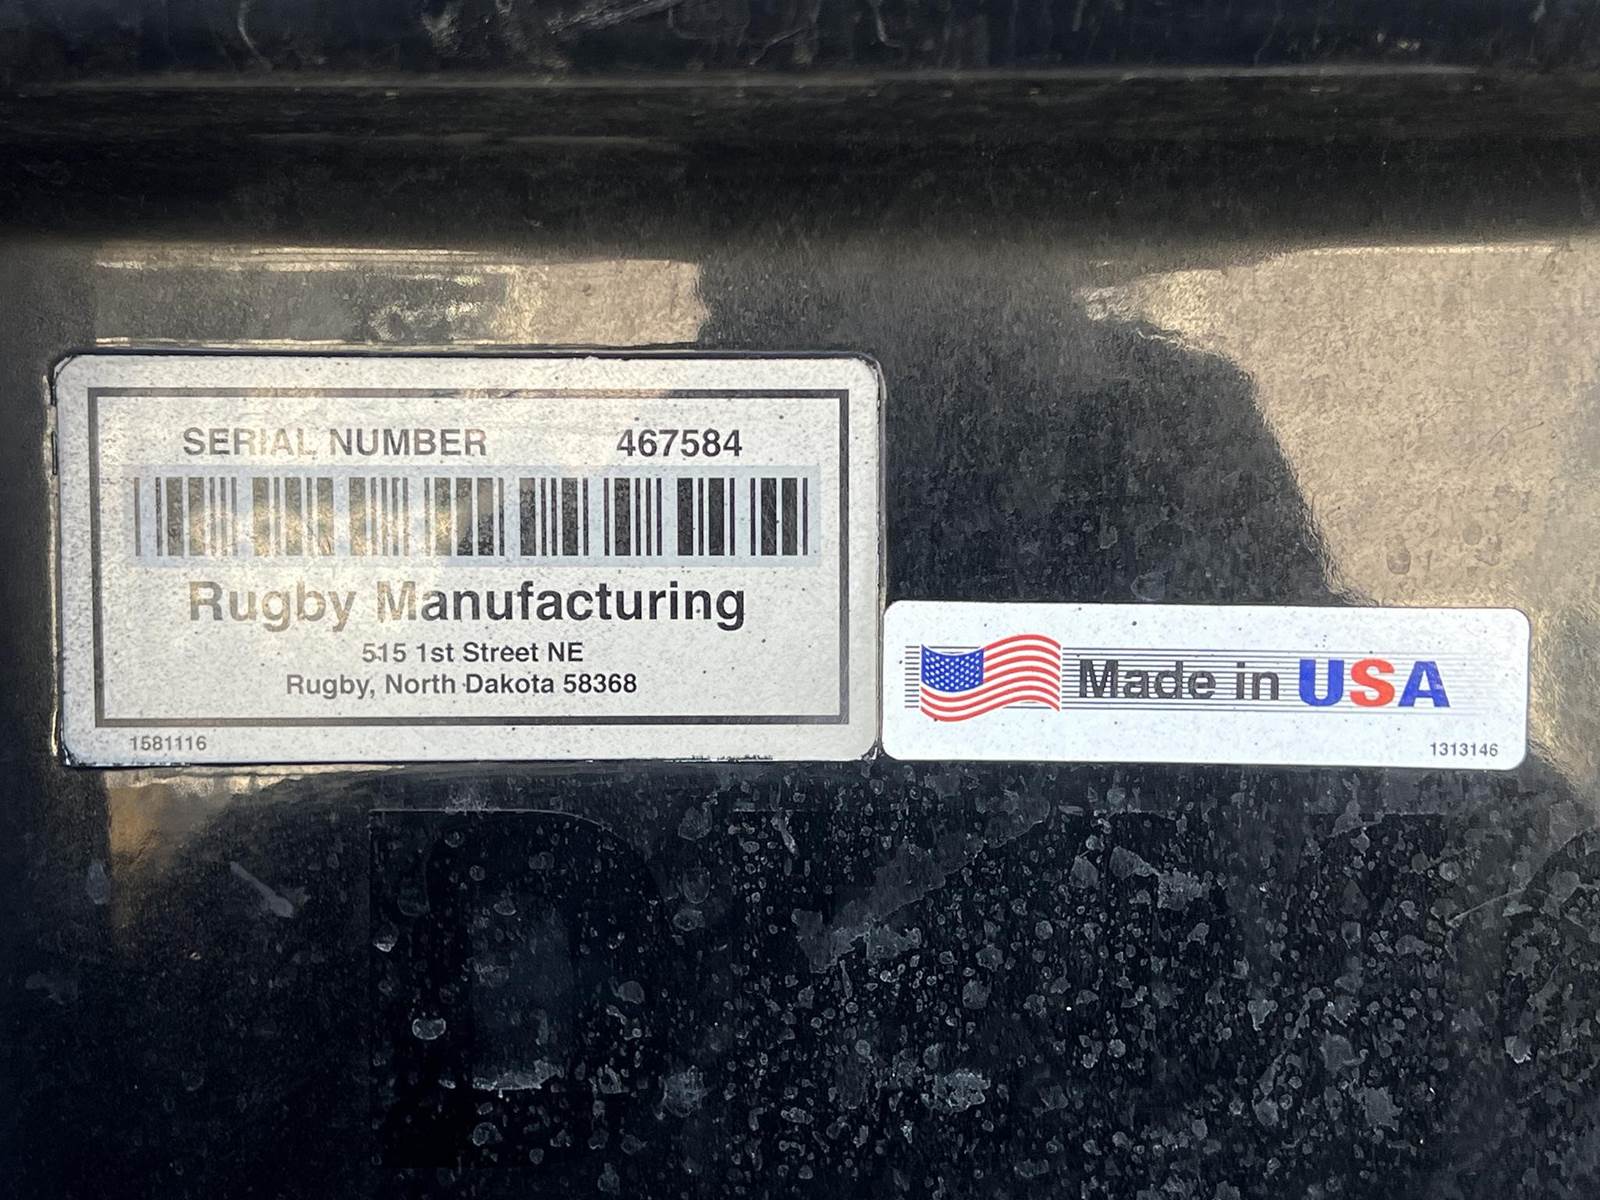 SERIAL NUMBER 467584
Rugby Manufacturing
515 1st Street NE
Rugby, North Dakota 58368
1581116
Made in USA
1313146